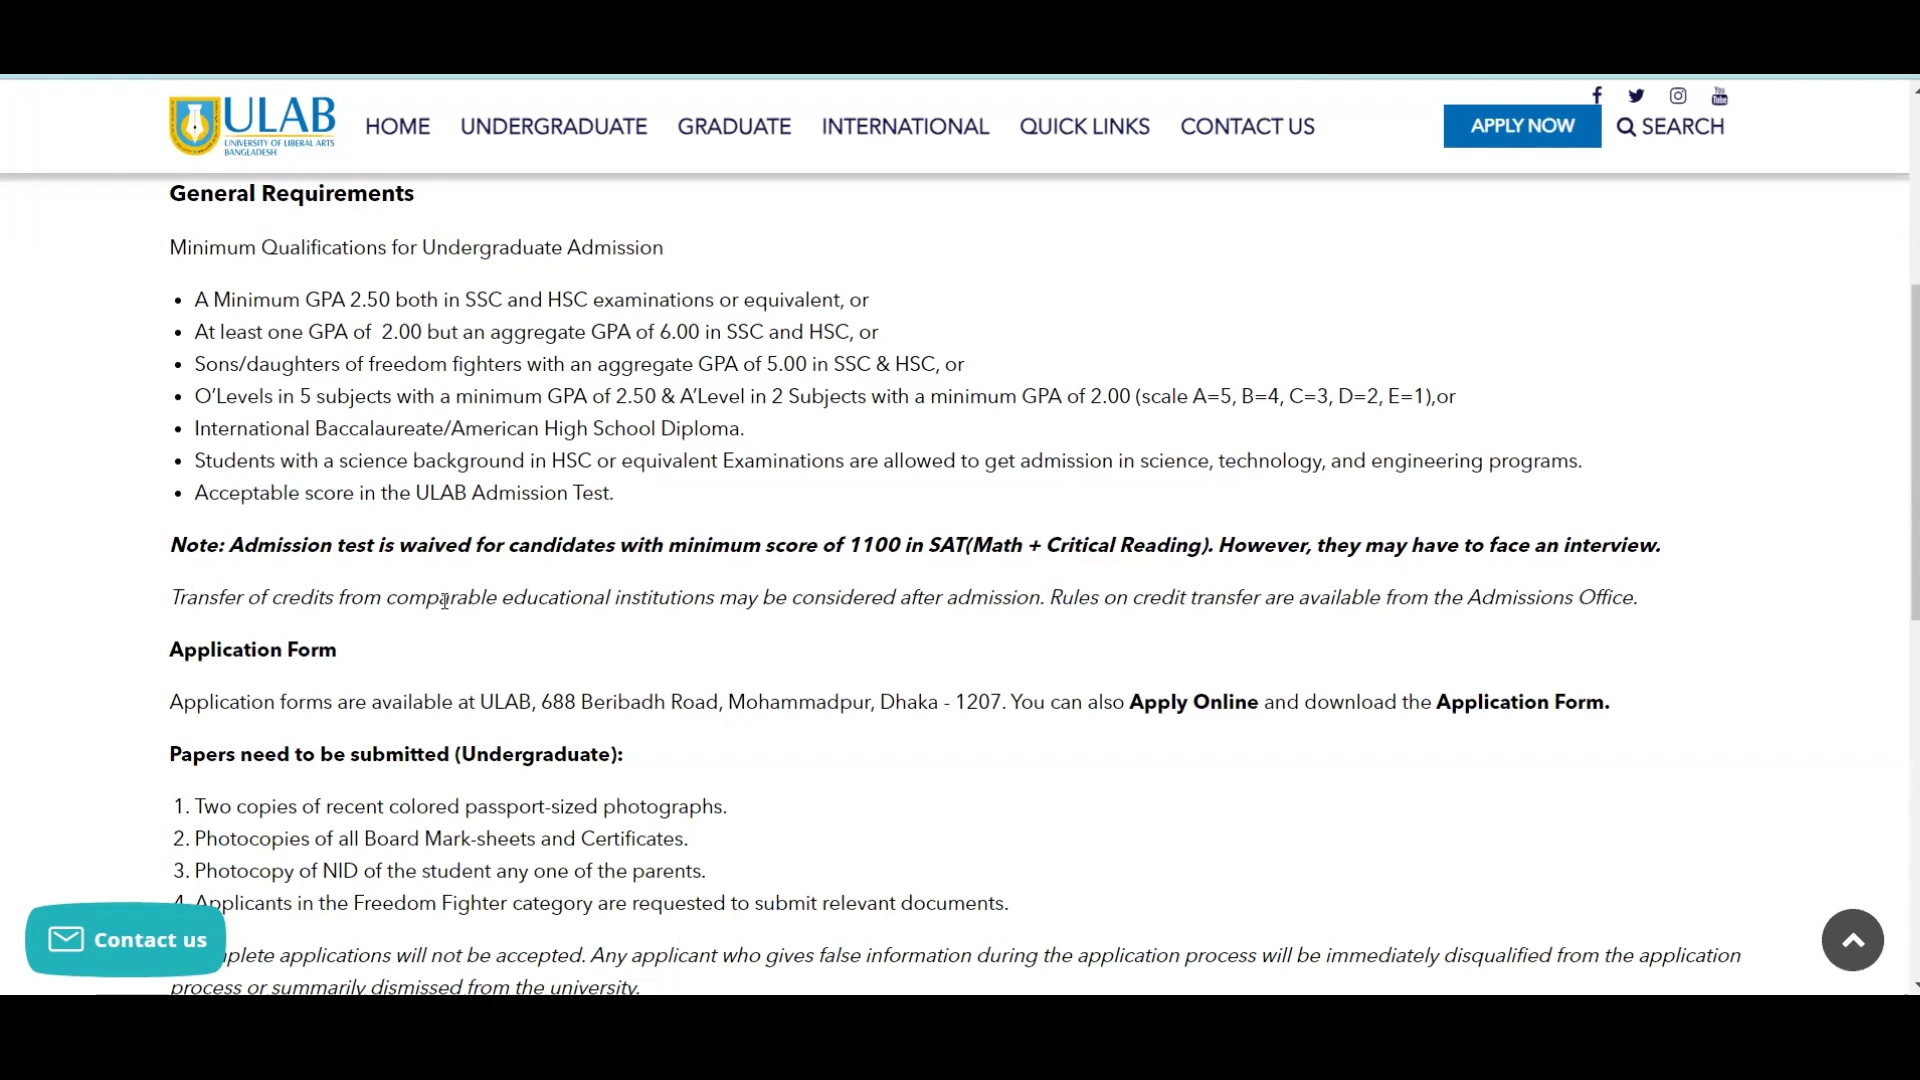 ULAB
UNIVERSITY OF LIBERAL ARTS
BANGLADESH
HOME UNDERGRADUATE GRADUATE INTERNATIONAL QUICK LINKS CONTACT US
APPLY NOW
SEARCH
General Requirements
Minimum Qualifications for Undergraduate Admission
• A Minimum GPA 2.50 both in SSC and HSC examinations or equivalent, or
• At least one GPA of 2.00 but an aggregate GPA of 6.00 in SSC and HSC, or
• Sons/daughters of freedom fighters with an aggregate GPA of 5.00 in SSC & HSC, or
• O’Levels in 5 subjects with a minimum GPA of 2.50 & A’Level in 2 Subjects with a minimum GPA of 2.00 (scale A=5, B=4, C=3, D=2, E=1),or
• International Baccalaureate/American High School Diploma.
• Students with a science background in HSC or equivalent Examinations are allowed to get admission in science, technology, and engineering programs.
• Acceptable score in the ULAB Admission Test.
Note: Admission test is waived for candidates with minimum score of 1100 in SAT(Math + Critical Reading). However, they may have to face an interview.
Transfer of credits from comparable educational institutions may be considered after admission. Rules on credit transfer are available from the Admissions Office.
Application Form
Application forms are available at ULAB, 688 Beribadh Road, Mohammadpur, Dhaka - 1207. You can also Apply Online and download the Application Form.
Papers need to be submitted (Undergraduate):
1. Two copies of recent colored passport-sized photographs.
2. Photocopies of all Board Mark-sheets and Certificates.
3. Photocopy of NID of the student any one of the parents.
4. Applicants in the Freedom Fighter category are requested to submit relevant documents.
Contact us
applications will not be accepted. Any applicant who gives false information during the application process will be immediately disqualified from the application
process or summarily dismissed from the university.